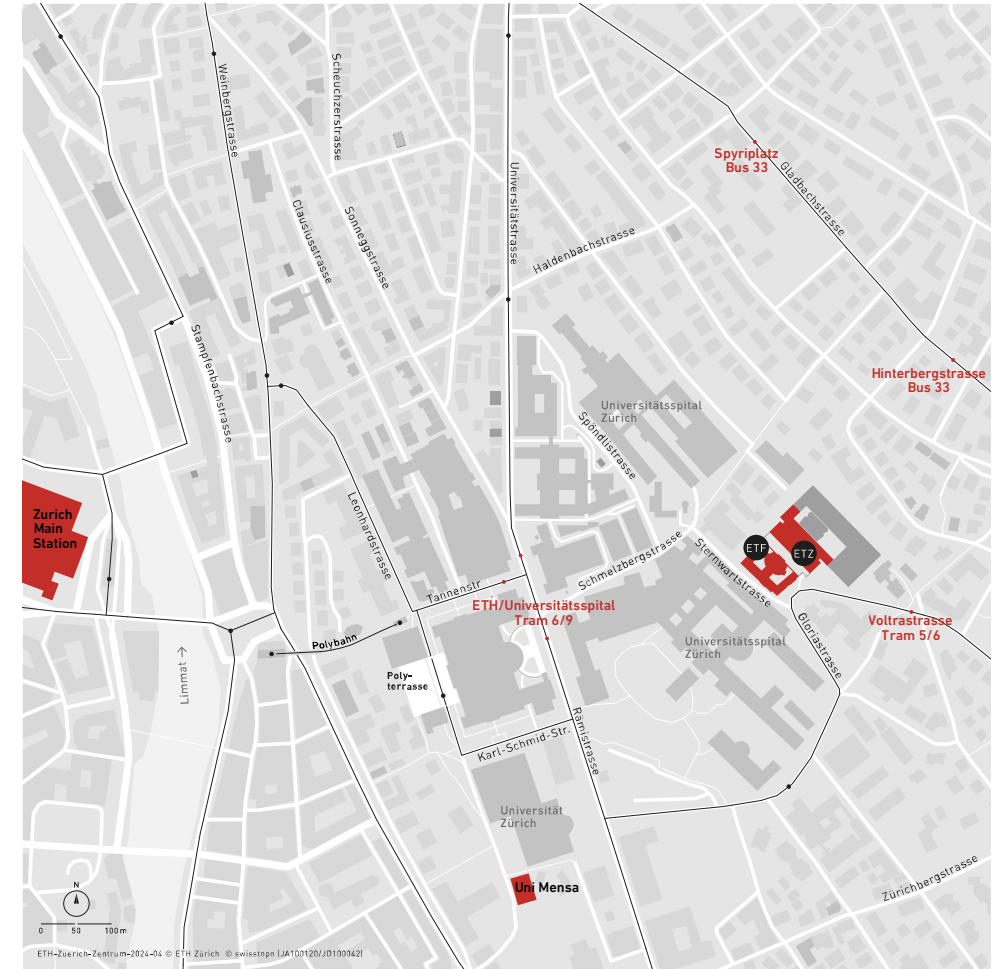 Weinbergstrasse
Scheuchzerstrasse
Universitätstrasse
Spyriplatz
Bus 33
Gladbachstrasse
Clausiusstrasse
Sonneggstrasse
Haldenbachstrasse
Stampfenbachstrasse
Hinterbergstrasse
Bus 33
Universitätsspital
Zürich
Spöndlistrasse
Leonhardstrasse
Zurich
Main
Station
Schmelzbergstrasse
Sternwartstrasse
ETF
ETZ
Tannenstr
ETH/Universitätsspital
Tram 6/9
Voltrastrasse
Tram 5/6
Gloriastrasse
Polybahn
Universitätsspital
Zürich
Limmat →
Poly-
terrasse
Karl-Schmid-Str.
Rämistrasse
Universität
Zürich
Uni Mensa
Zürichbergstrasse
N
0 50 100 m
ETH-Zuerich-Zentrum-2024-04 © ETH Zürich © swisstopo (JA100120/JD100042)